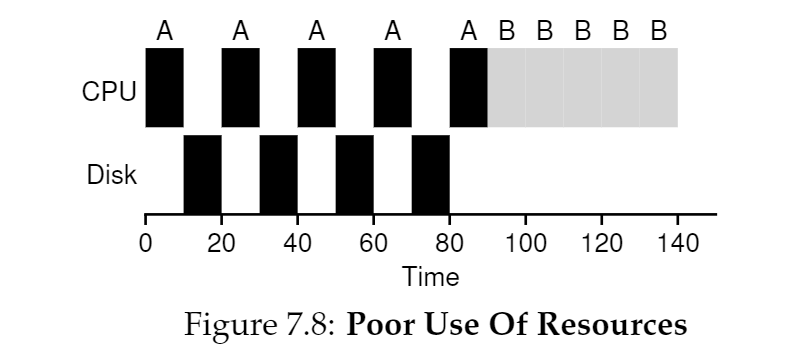 A A A A A B B B B B
CPU
Disk
0 20 40 60 80 100 120 140
Time
Figure 7.8: Poor Use Of Resources